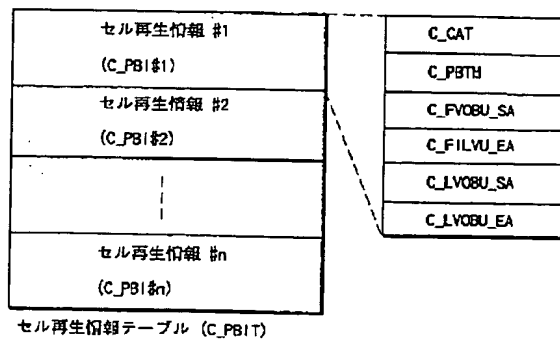 セル再生情報 #1
(C_PBI#1)
セル再生情報 #2
(C_PBI#2)
セル再生情報 #n
(C_PBI#n)
セル再生情報テーブル (C_PBIT)
C_CAT
C_PBTM
C_FVOBU_SA
C_FILVU_EA
C_LVOBU_SA
C_LVOBU_EA